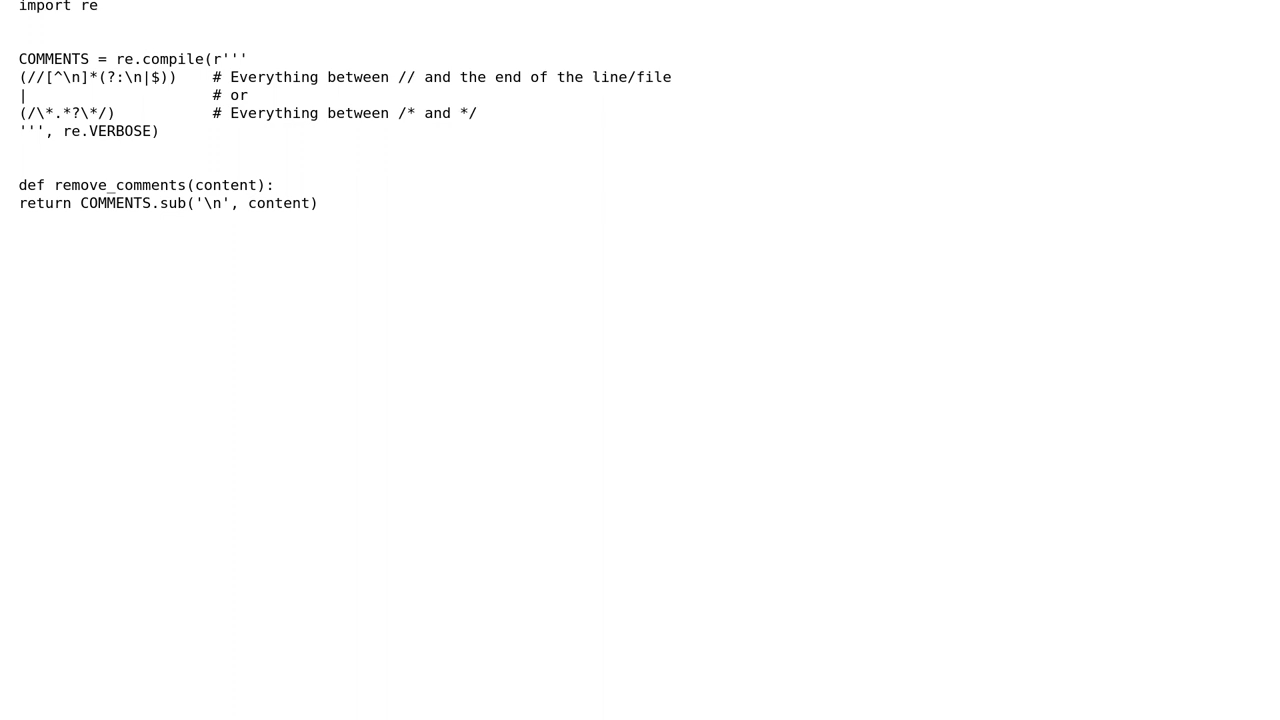 import re
COMMENTS = re.compile(r'''
(//[^\n]*(?:\n|$))    # Everything between // and the end of the line/file
|                     # or
(/\*.*?\*/)           # Everything between /* and */
''', re.VERBOSE)
def remove_comments(content):
return COMMENTS.sub('\n', content)